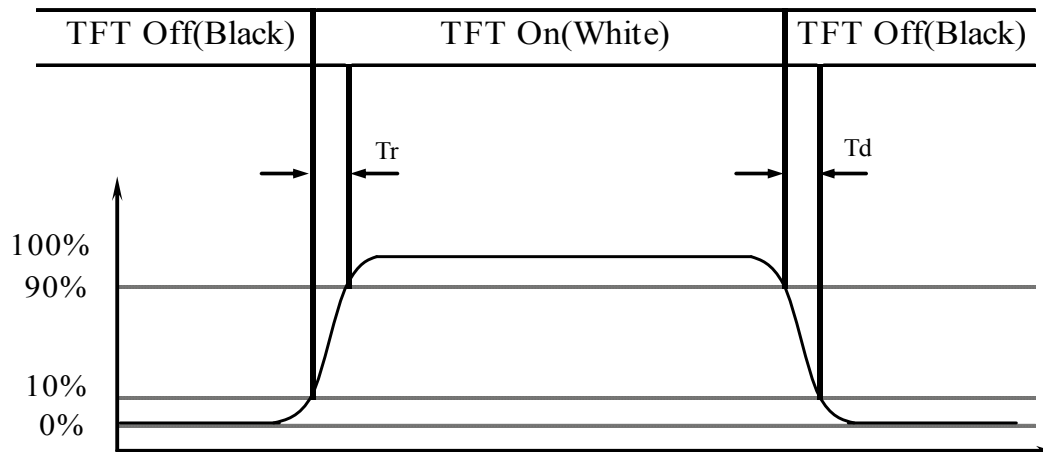 TFT Off(Black) TFT On(White) TFT Off(Black)
Tr Td
100%
90%
10%
0%